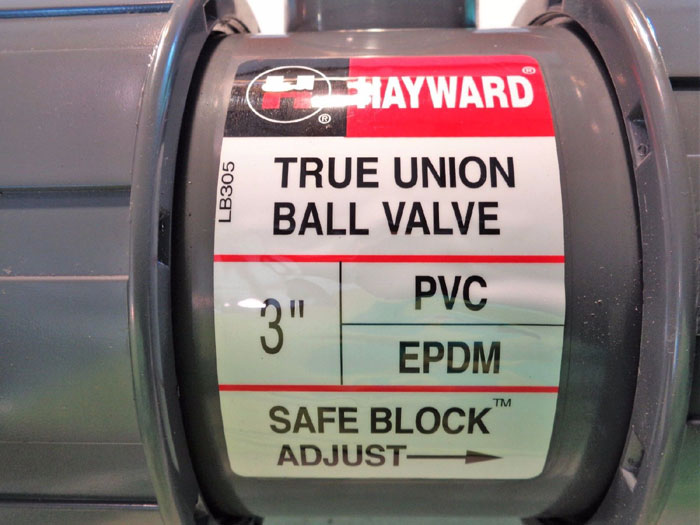 H HAYWARD®
®
LB305
TRUE UNION
BALL VALVE
3"
PVC
EPDM
SAFE BLOCK™
ADJUST